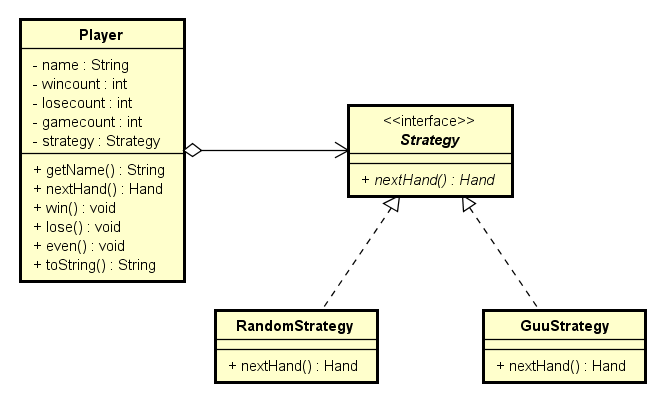 Player
- name : String
- wincount : int
- losecount : int
- gamecount : int
- strategy : Strategy
+ getName() : String
+ nextHand() : Hand
+ win() : void
+ lose() : void
+ even() : void
+ toString() : String
<<interface>>
Strategy
+ nextHand() : Hand
RandomStrategy
+ nextHand() : Hand
GuuStrategy
+ nextHand() : Hand